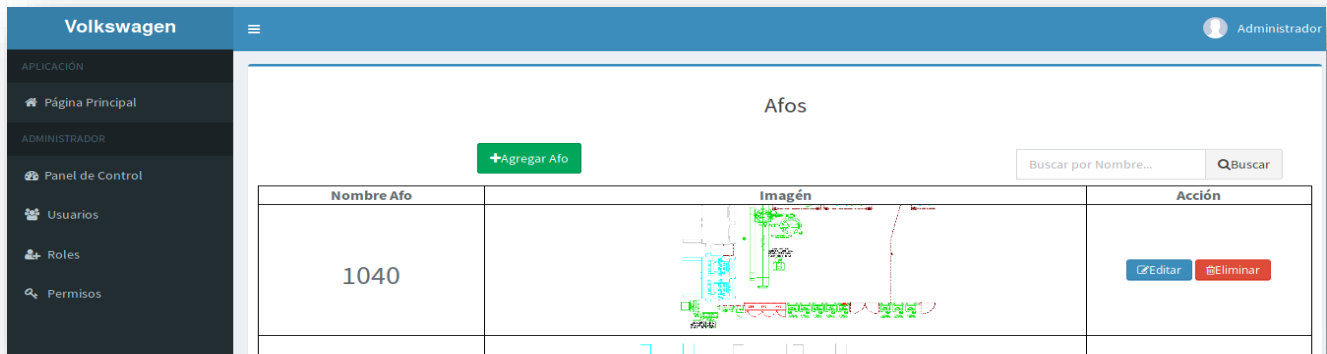 Volkswagen
Administrador
APLICACIÓN
Página Principal
ADMINISTRADOR
Panel de Control
Usuarios
Roles
Permisos
Afos
Agregar Afo
Buscar por Nombre...
Buscar
Nombre Afo
Imagén
Acción
1040
Editar
Eliminar